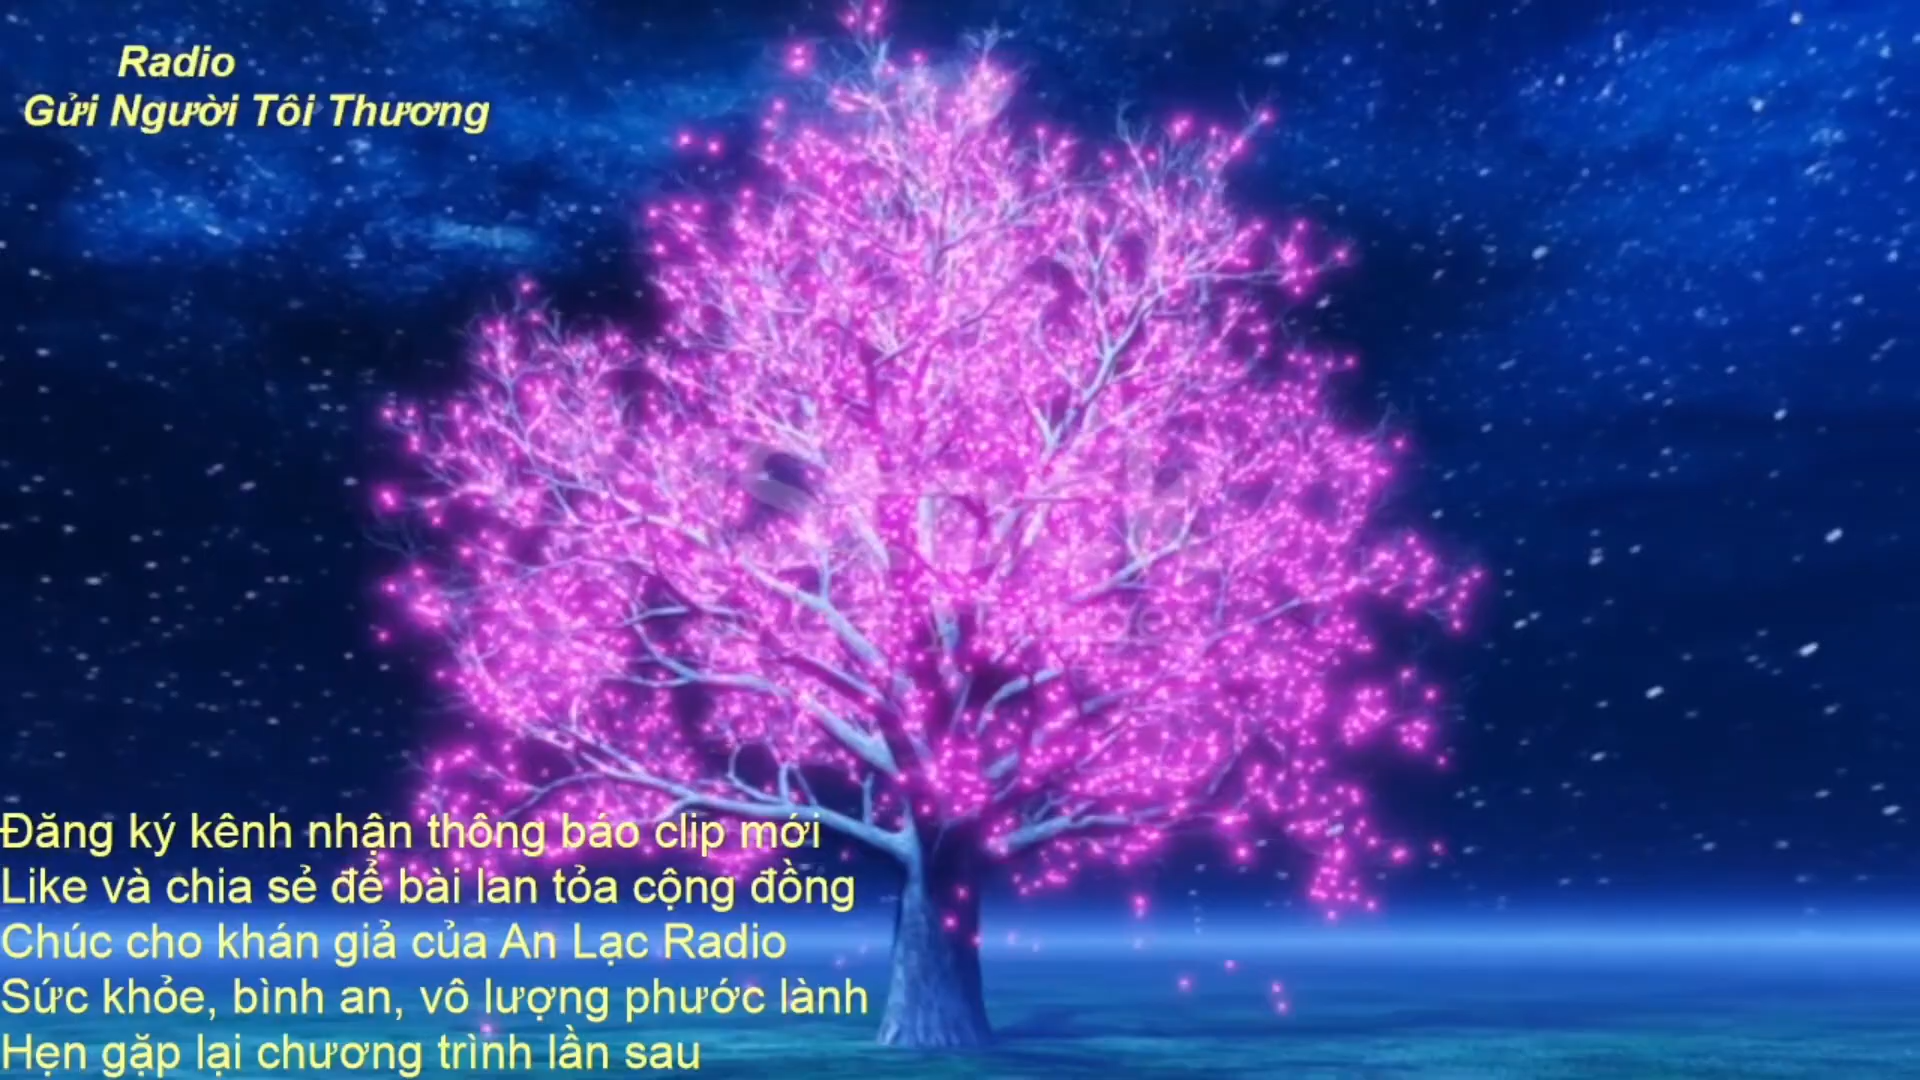 Radio
Gửi Người Tôi Thương
Đăng ký kênh nhận thông báo clip mới
Like và chia sẻ để bài lan tỏa cộng đồng
Chúc cho khán giả của An Lạc Radio
Sức khỏe, bình an, vô lượng phước lành
Hẹn gặp lại chương trình lần sau